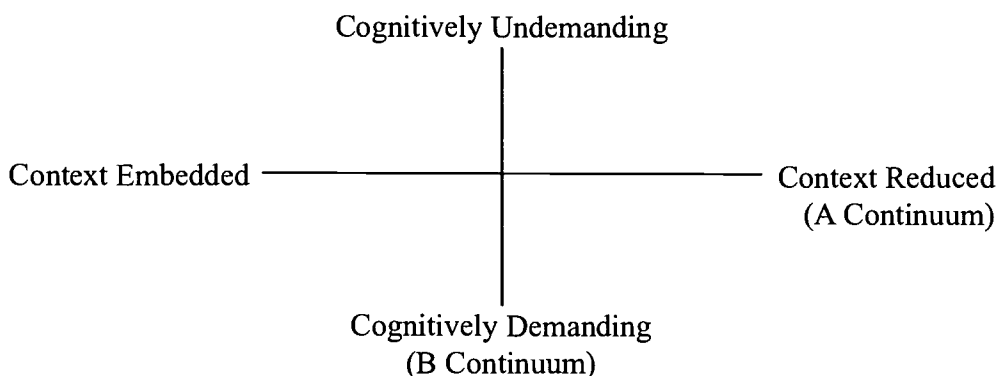 Cognitively Undemanding
Context Embedded
Context Reduced
(A Continuum)
Cognitively Demanding
(B Continuum)